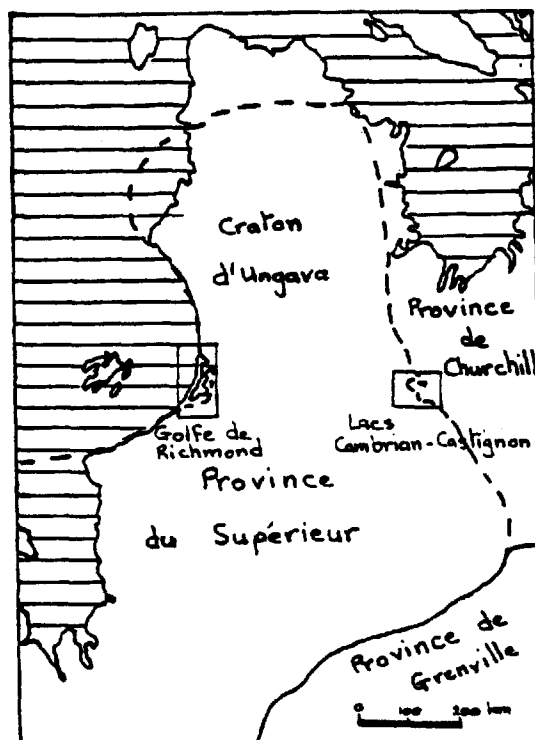 Craton
d'Ungava
Province
de
Churchill
Golfe de
Richmond
Lacs
Cambrian-Castignon
Province
du Supérieur
Province de
Grenville
0 100 200 km